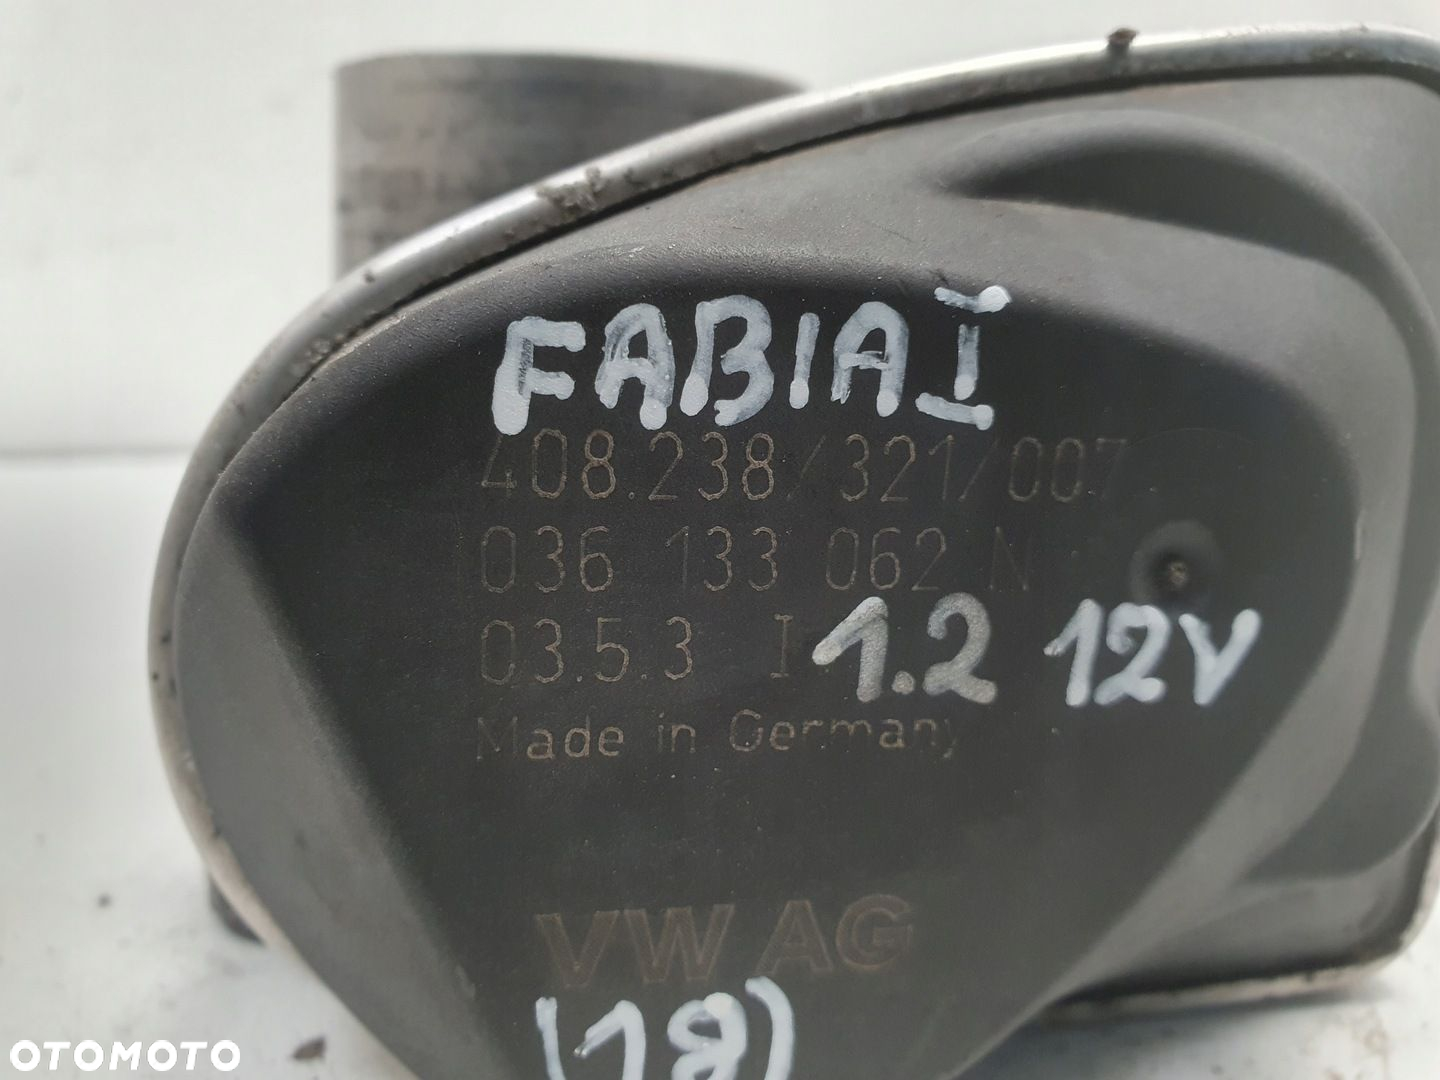 FABIA I
408.238/321/007
036 133 062 N
03.5.3 I
1.2 12V
Made in Germany
VW AG
(18)
OTOMOTO